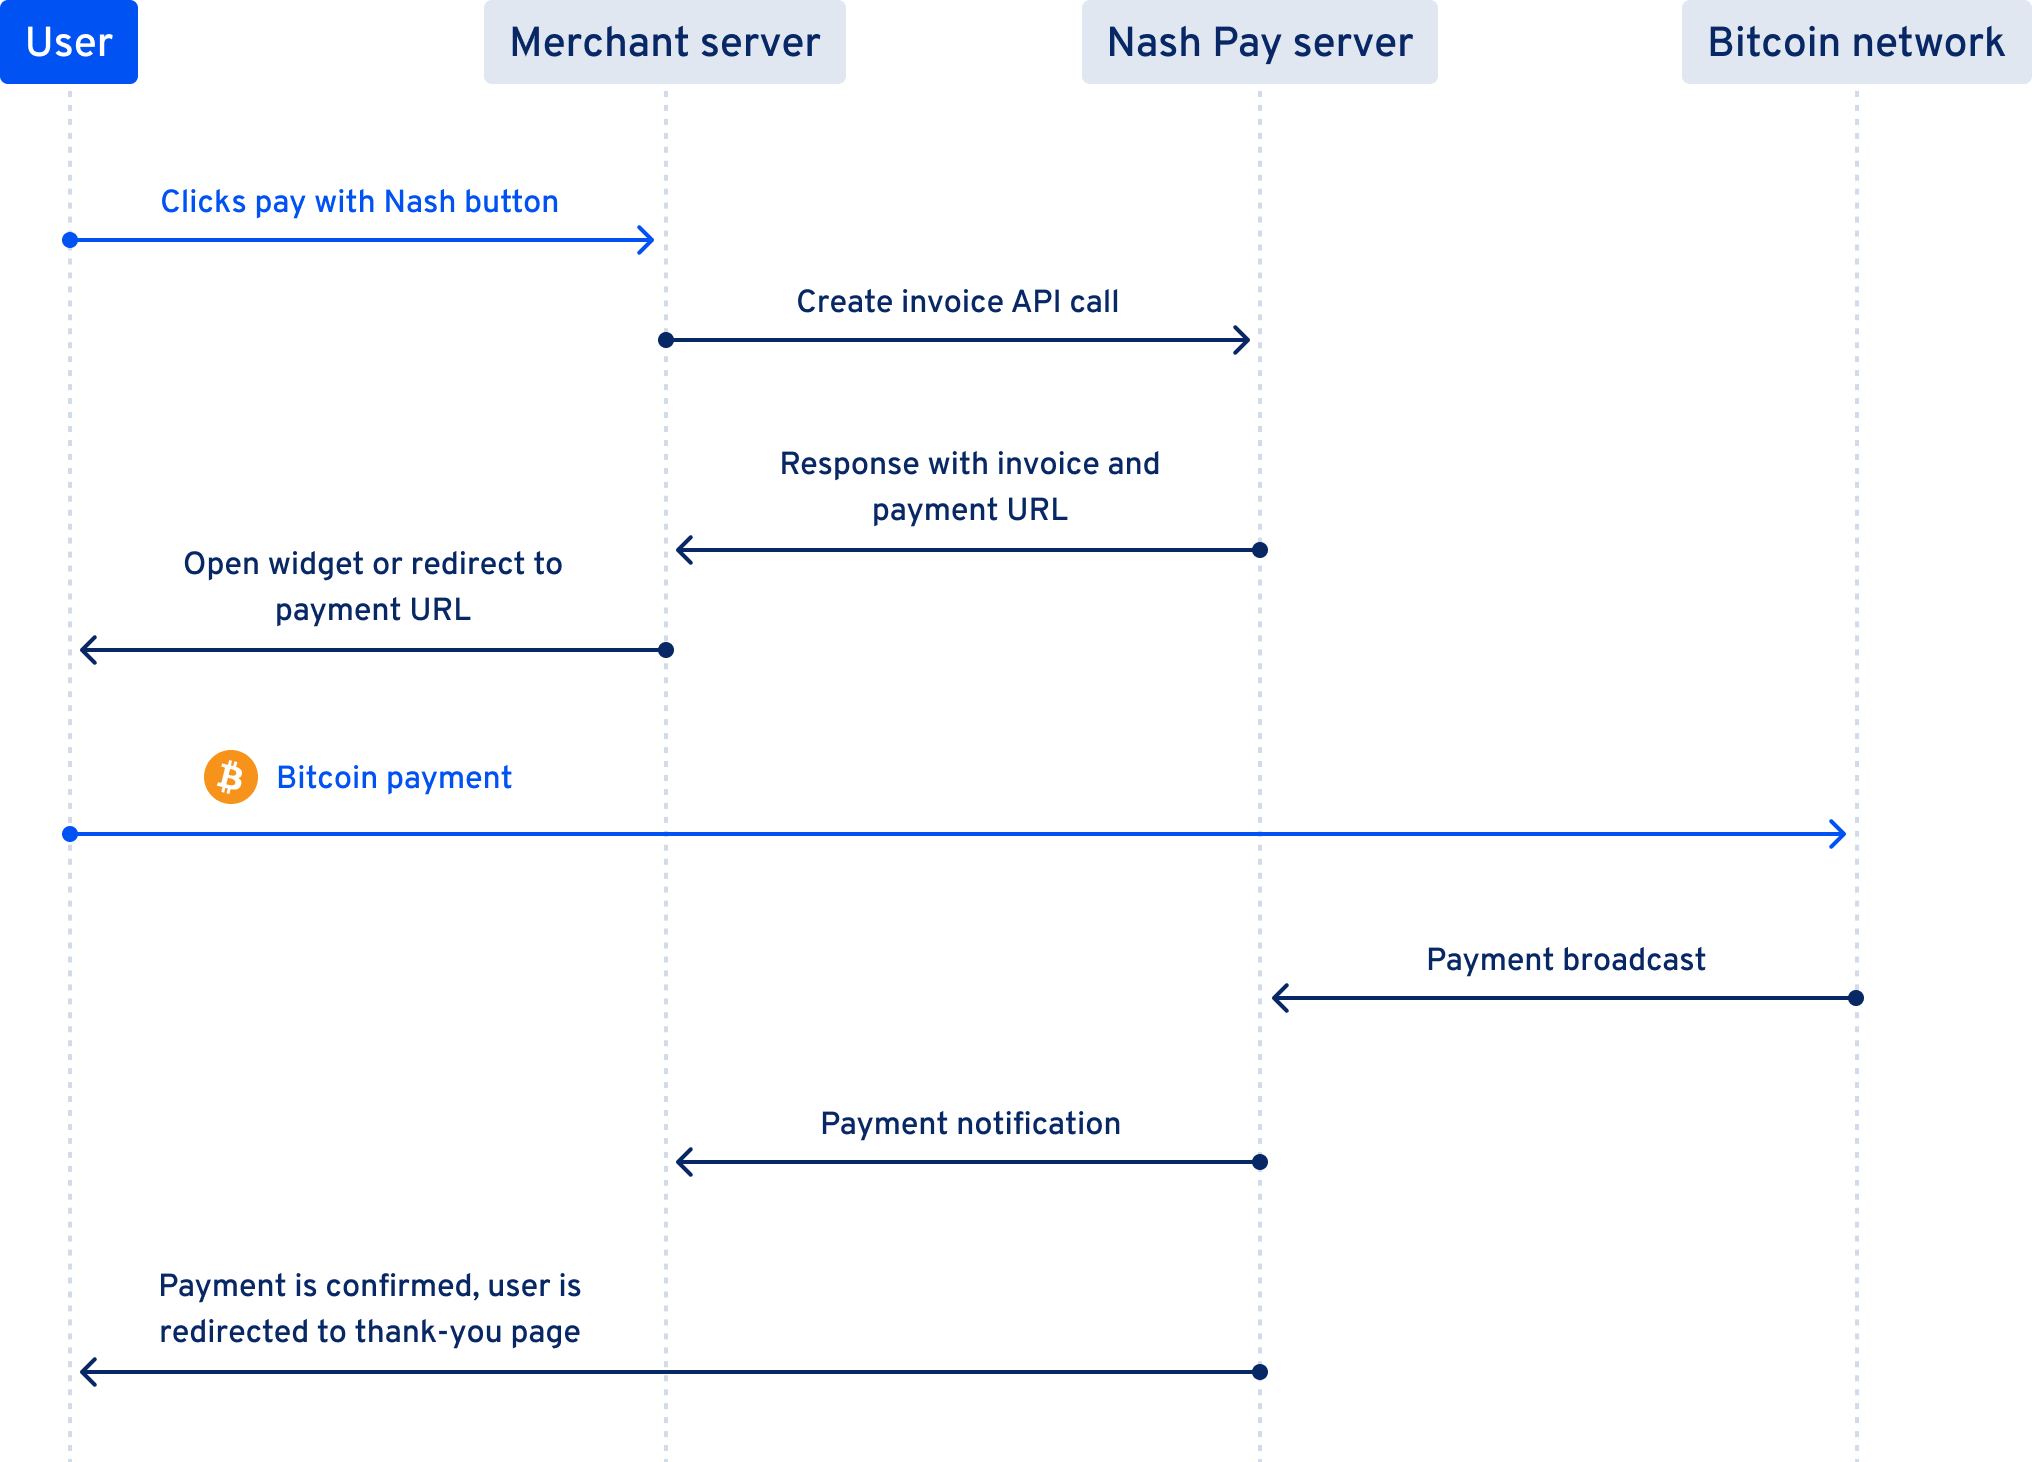 User
Merchant server
Nash Pay server
Bitcoin network
Clicks pay with Nash button
Create invoice API call
Response with invoice and
payment URL
Open widget or redirect to
payment URL
Bitcoin payment
Payment broadcast
Payment notification
Payment is confirmed, user is
redirected to thank-you page